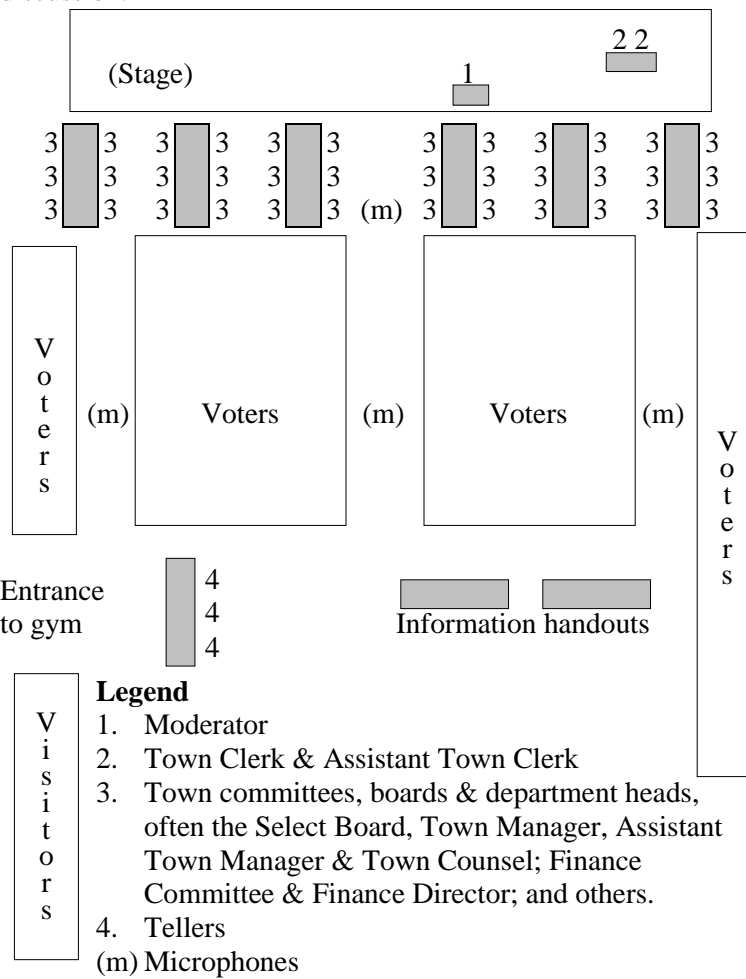 2 2
(Stage)
1
3 3 3 3 3 3 3 3 3 3 3 3
3 3 3 3 3 3 3 3 3 3 3 3
3 3 3 3 3 3 (m) 3 3 3 3 3 3
Voters
(m)
Voters
(m)
Voters
(m)
Voters
Entrance
to gym
4
4
4
Information handouts
Visitors
Legend
1. Moderator
2. Town Clerk & Assistant Town Clerk
3. Town committees, boards & department heads,
often the Select Board, Town Manager, Assistant
Town Manager & Town Counsel; Finance
Committee & Finance Director; and others.
4. Tellers
(m) Microphones